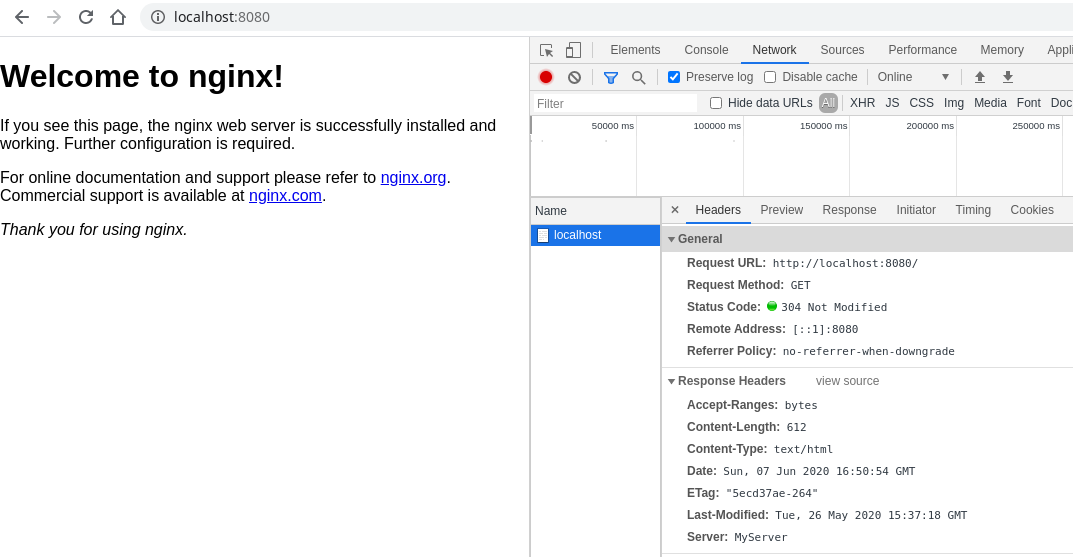 localhost:8080
Welcome to nginx!
If you see this page, the nginx web server is successfully installed and
working. Further configuration is required.
For online documentation and support please refer to nginx.org.
Commercial support is available at nginx.com.
Thank you for using nginx.
Elements Console Network Sources Performance Memory Appli
Preserve log Disable cache Online
Filter Hide data URLs All XHR JS CSS Img Media Font Doc
50000 ms 100000 ms 150000 ms 200000 ms 250000 ms
Name
localhost
× Headers Preview Response Initiator Timing Cookies
General
Request URL: http://localhost:8080/
Request Method: GET
Status Code: 304 Not Modified
Remote Address: [::1]:8080
Referrer Policy: no-referrer-when-downgrade
Response Headers view source
Accept-Ranges: bytes
Content-Length: 612
Content-Type: text/html
Date: Sun, 07 Jun 2020 16:50:54 GMT
ETag: "5ecd37ae-264"
Last-Modified: Tue, 26 May 2020 15:37:18 GMT
Server: MyServer